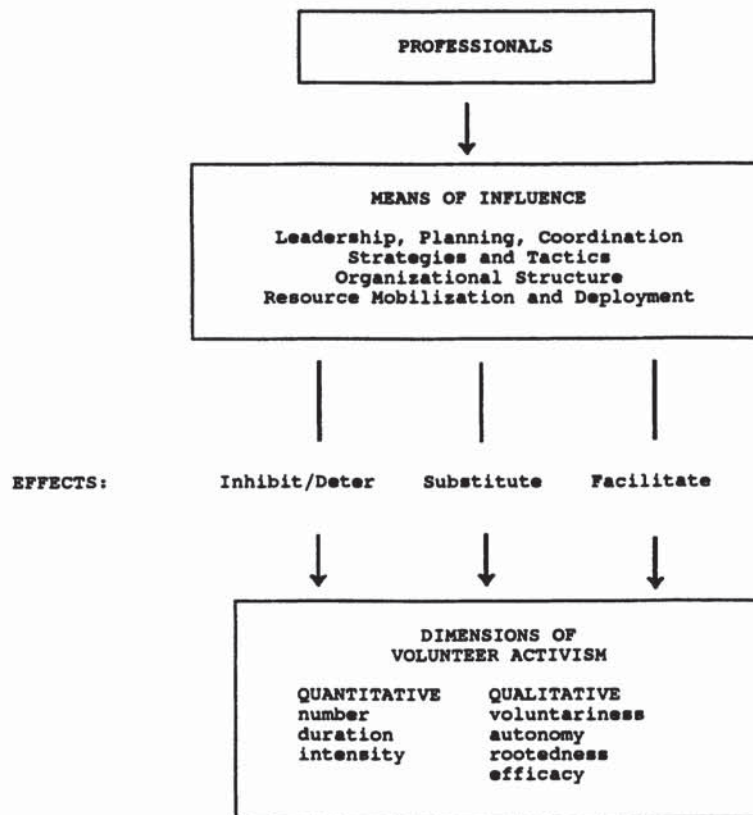 PROFESSIONALS
MEANS OF INFLUENCE
Leadership, Planning, Coordination
Strategies and Tactics
Organizational Structure
Resource Mobilization and Deployment
EFFECTS: Inhibit/Deter Substitute Facilitate
DIMENSIONS OF
VOLUNTEER ACTIVISM
QUANTITATIVE QUALITATIVE
number voluntariness
duration autonomy
intensity rootedness
efficacy